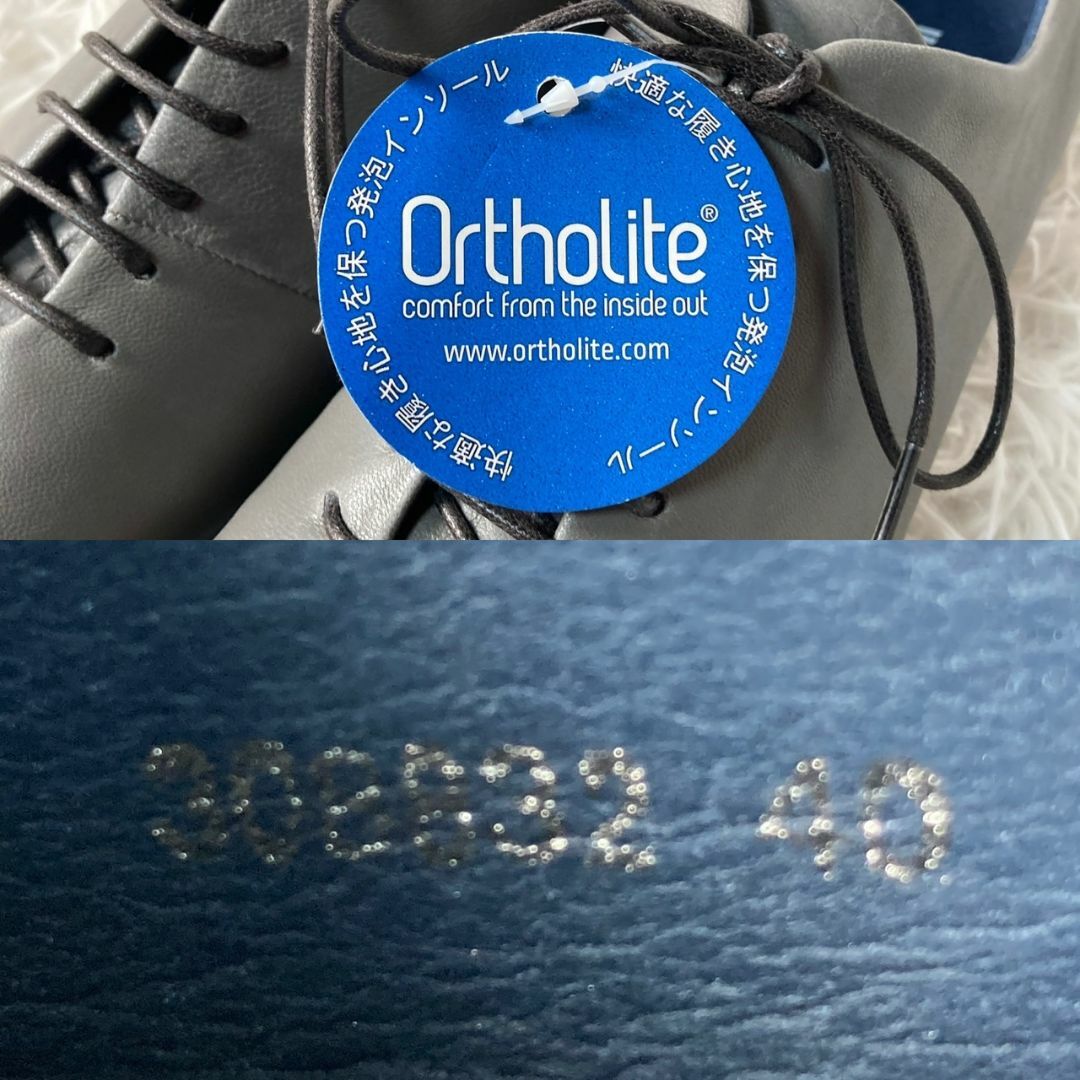 快適な履き心地を保つ発泡インソール
快適な履き心地を保つ発泡インソール
Ortholite®
comfort from the inside out
www.ortholite.com
40